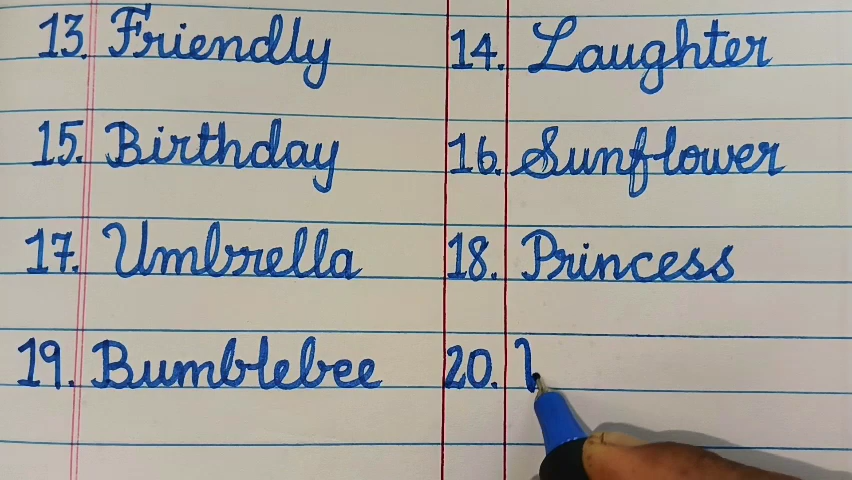 13. Friendly 14. Laughter
15. Birthday 16. Sunflower
17. Umbrella 18. Princess
19. Bumblebee 20.